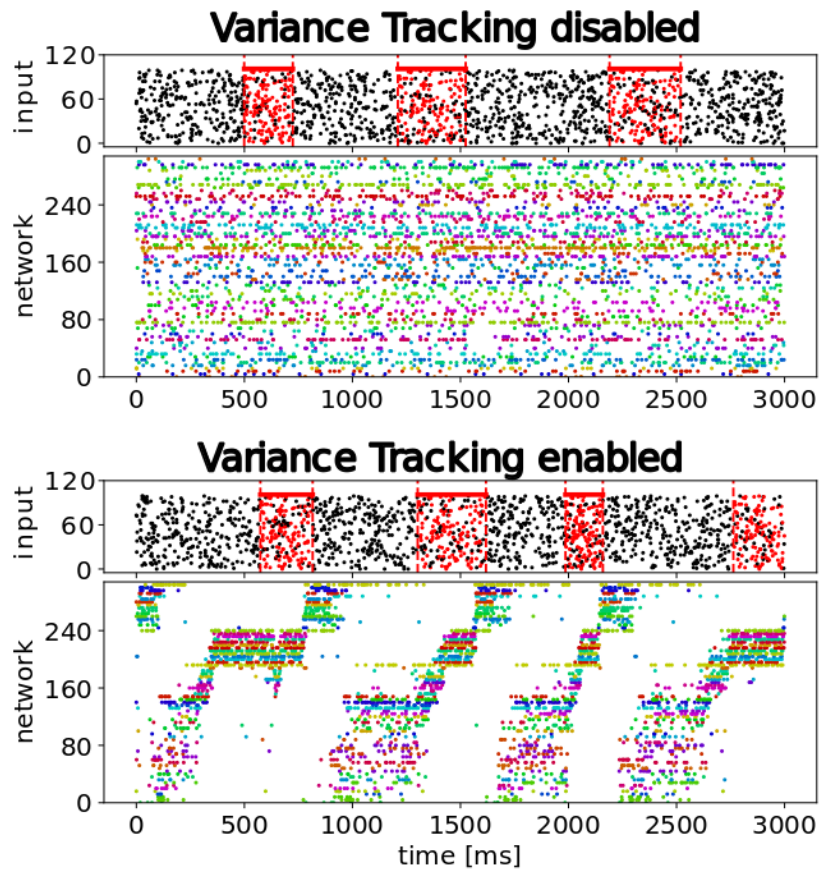 Variance Tracking disabled
120
60
0
input
240
160
80
0
network
0 500 1000 1500 2000 2500 3000
Variance Tracking enabled
120
60
0
input
240
160
80
0
network
0 500 1000 1500 2000 2500 3000
time [ms]